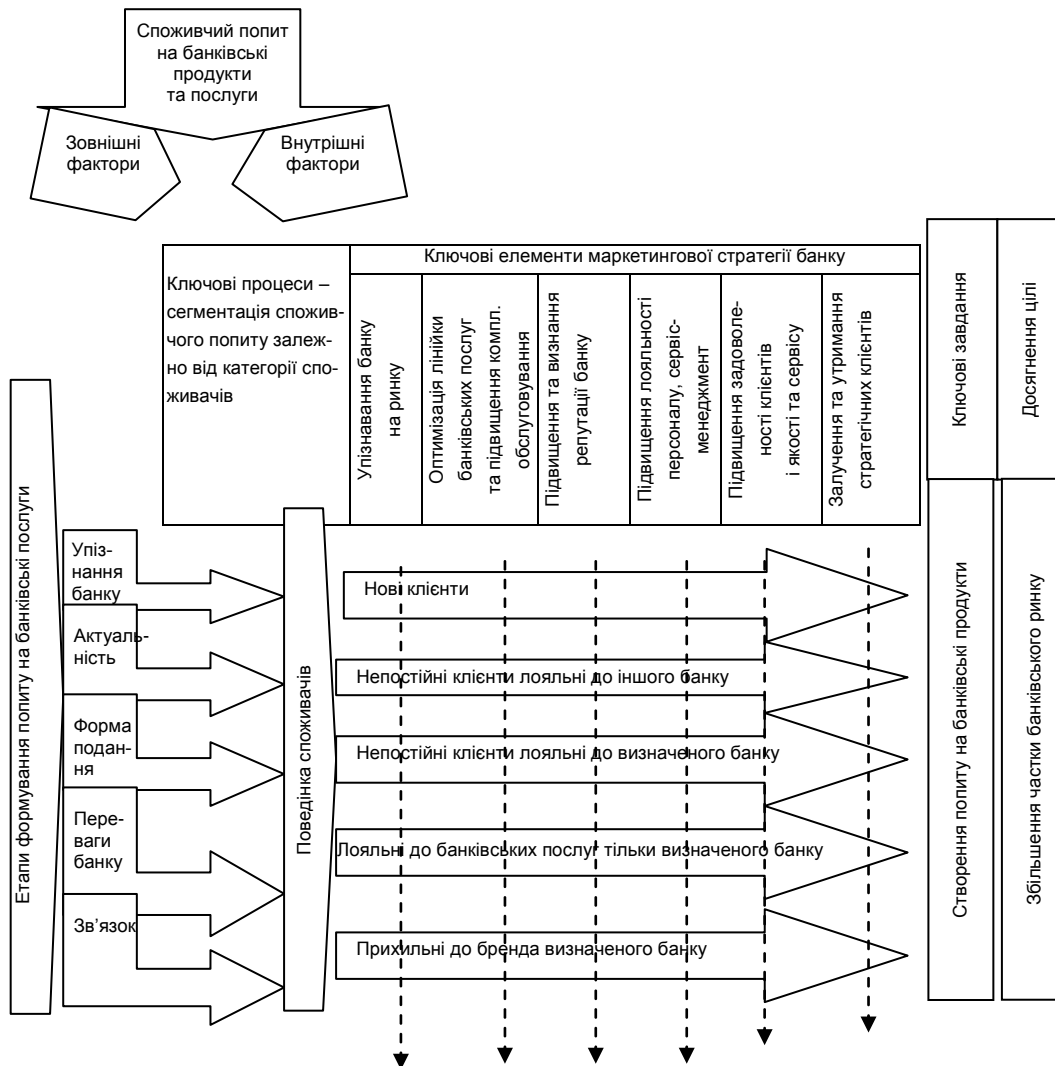 Споживчий попит
на банківські
продукти
та послуги
Зовнішні
фактори
Внутрішні
фактори
Ключові процеси –
сегментація спожив-
чого попиту залеж-
но від категорії спо-
живачів
Ключові елементи маркетингової стратегії банку
Упізнавання банку
на ринку
Оптимізація лінійки
банківських послуг
та підвищення компл.
обслуговування
Підвищення та визнання
репутації банку
Підвищення лояльності
персоналу, сервіс-
менеджмент
Підвищення задоволе-
ності клієнтів
і якості та сервісу
Залучення та утримання
стратегічних клієнтів
Ключові завдання
Досягнення цілі
Етапи формування попиту на банківські послуги
Упіз-
нання
банку
Актуаль-
ність
Форма
подан-
ня
Пере-
ваги
банку
Зв’язок
Поведінка споживачів
Нові клієнти
Непостійні клієнти лояльні до іншого банку
Непостійні клієнти лояльні до визначеного банку
Лояльні до банківських послуг тільки визначеного банку
Прихильні до бренда визначеного банку
Створення попиту на банківські продукти
Збільшення частки банківського ринку